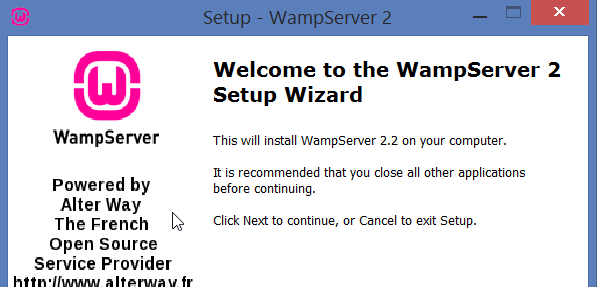 Setup - WampServer 2
WampServer
Powered by
Alter Way
The French
Open Source
Service Provider
http://www.alterway.fr
Welcome to the WampServer 2
Setup Wizard
This will install WampServer 2.2 on your computer.
It is recommended that you close all other applications
before continuing.
Click Next to continue, or Cancel to exit Setup.